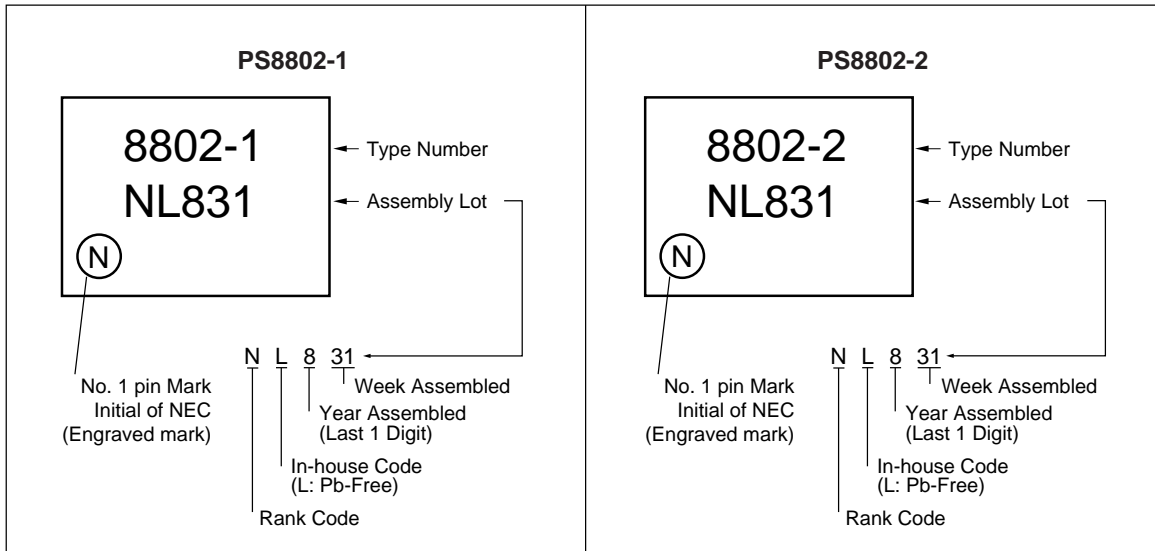 PS8802-1
8802-1
Type Number
NL831
Assembly Lot
N
N L 8 31
No. 1 pin Mark
Initial of NEC
(Engraved mark)
Week Assembled
Year Assembled
(Last 1 Digit)
In-house Code
(L: Pb-Free)
Rank Code
PS8802-2
8802-2
Type Number
NL831
Assembly Lot
N
N L 8 31
No. 1 pin Mark
Initial of NEC
(Engraved mark)
Week Assembled
Year Assembled
(Last 1 Digit)
In-house Code
(L: Pb-Free)
Rank Code